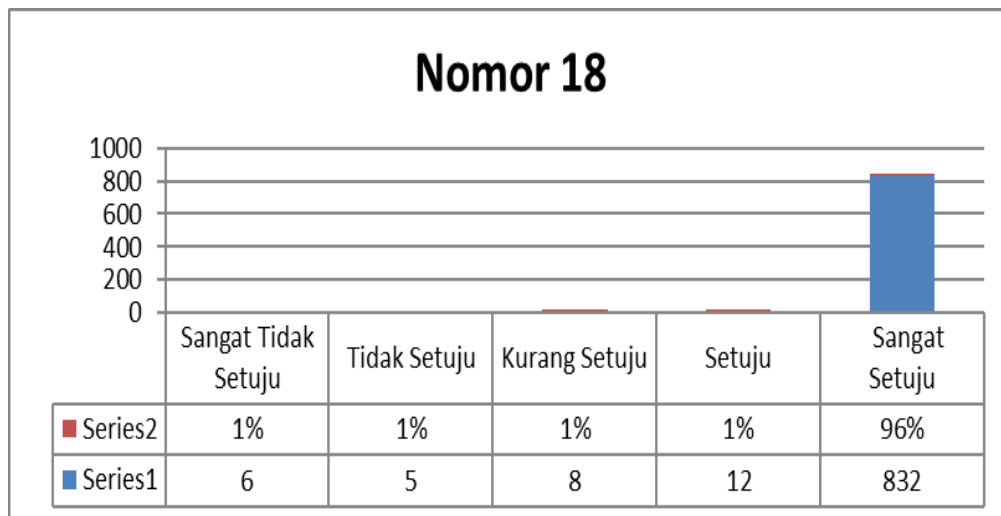 Nomor 18
1000
800
600
400
200
0
Sangat Tidak
Setuju
Tidak Setuju
Kurang Setuju
Setuju
Sangat
Setuju
Series2 1% 1% 1% 1% 96%
Series1 6 5 8 12 832